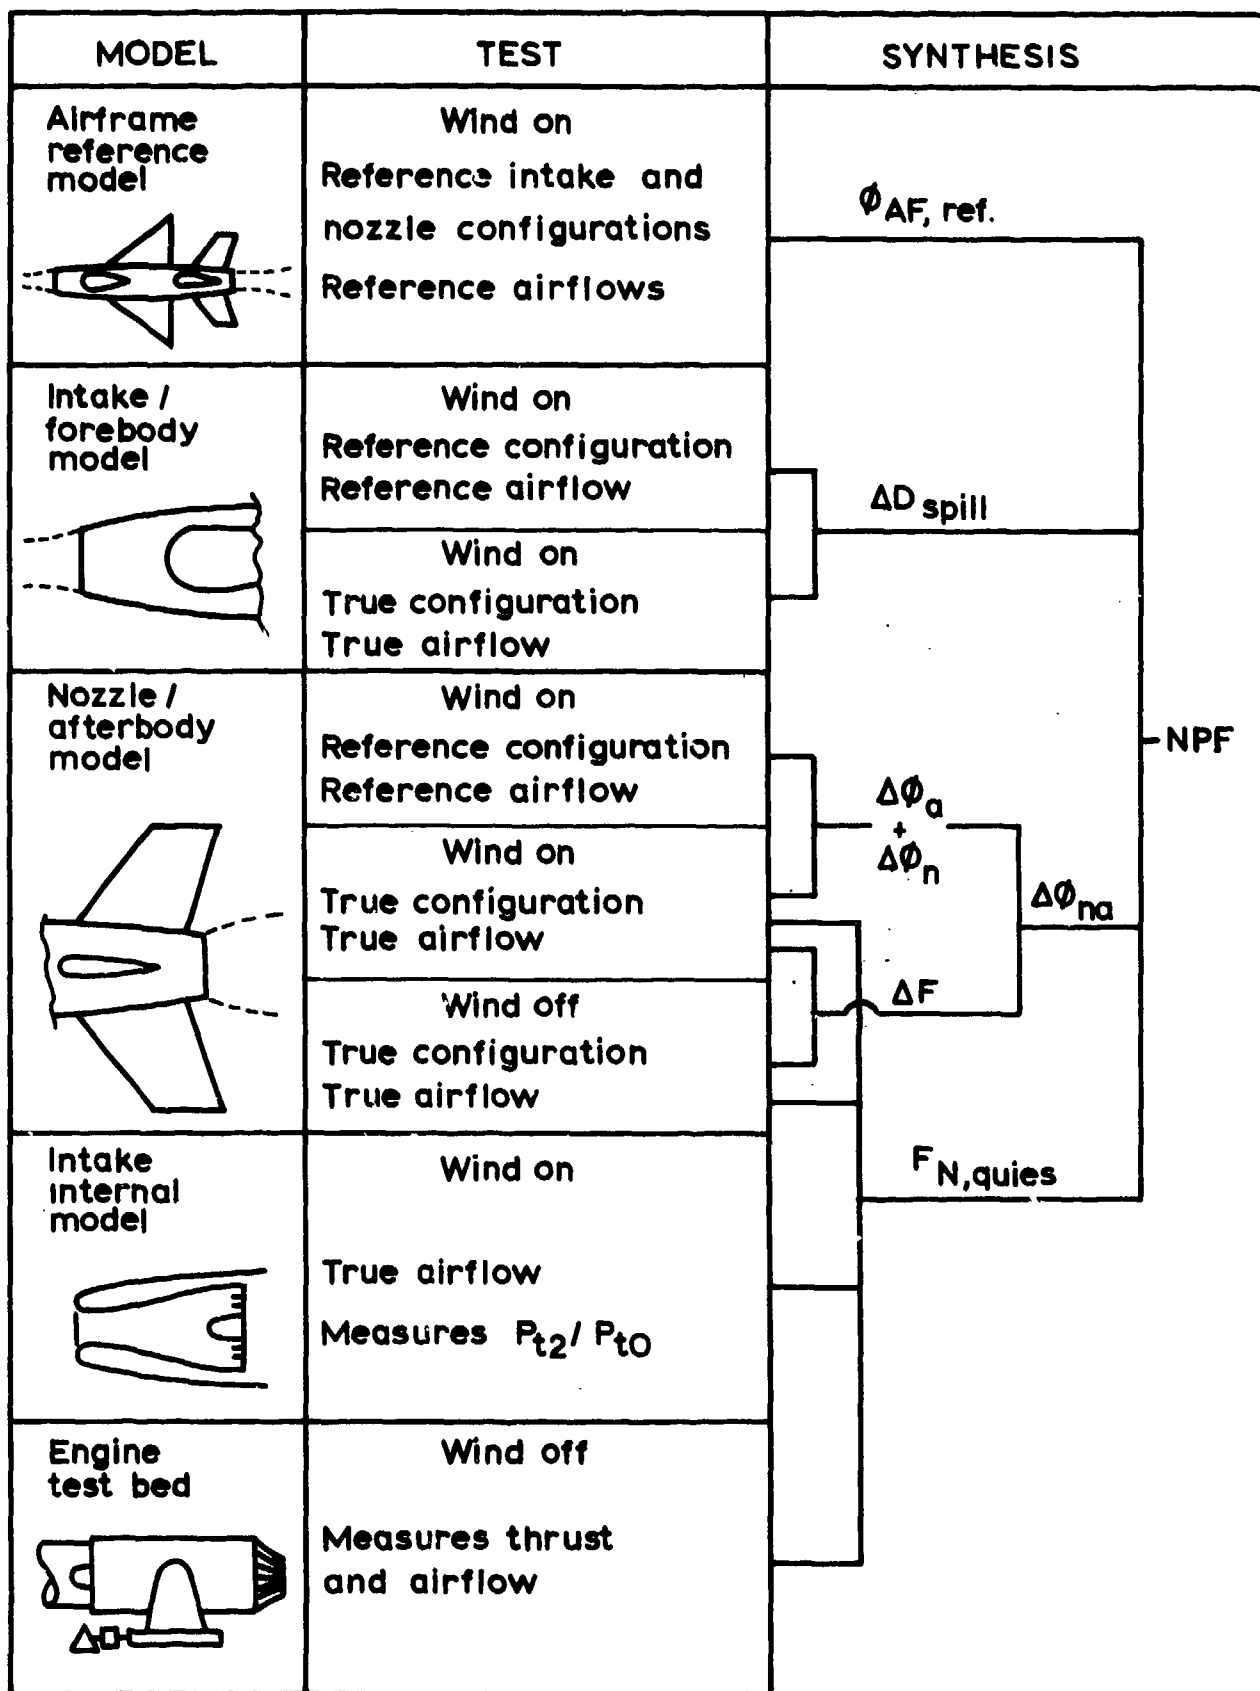 MODEL
TEST
SYNTHESIS
Airframe
reference
model
Wind on
Reference intake and
nozzle configurations
Reference airflows
ΦAF, ref.
Intake /
forebody
model
Wind on
Reference configuration
Reference airflow
Wind on
True configuration
True airflow
ΔDspill
Nozzle /
afterbody
model
Wind on
Reference configuration
Reference airflow
Wind on
True configuration
True airflow
Wind off
True configuration
True airflow
ΔΦa
+
ΔΦn
ΔΦna
ΔF
NPF
FN,quies
Intake
internal
model
Wind on
True airflow
Measures Pt2/ Pt0
Engine
test bed
Wind off
Measures thrust
and airflow